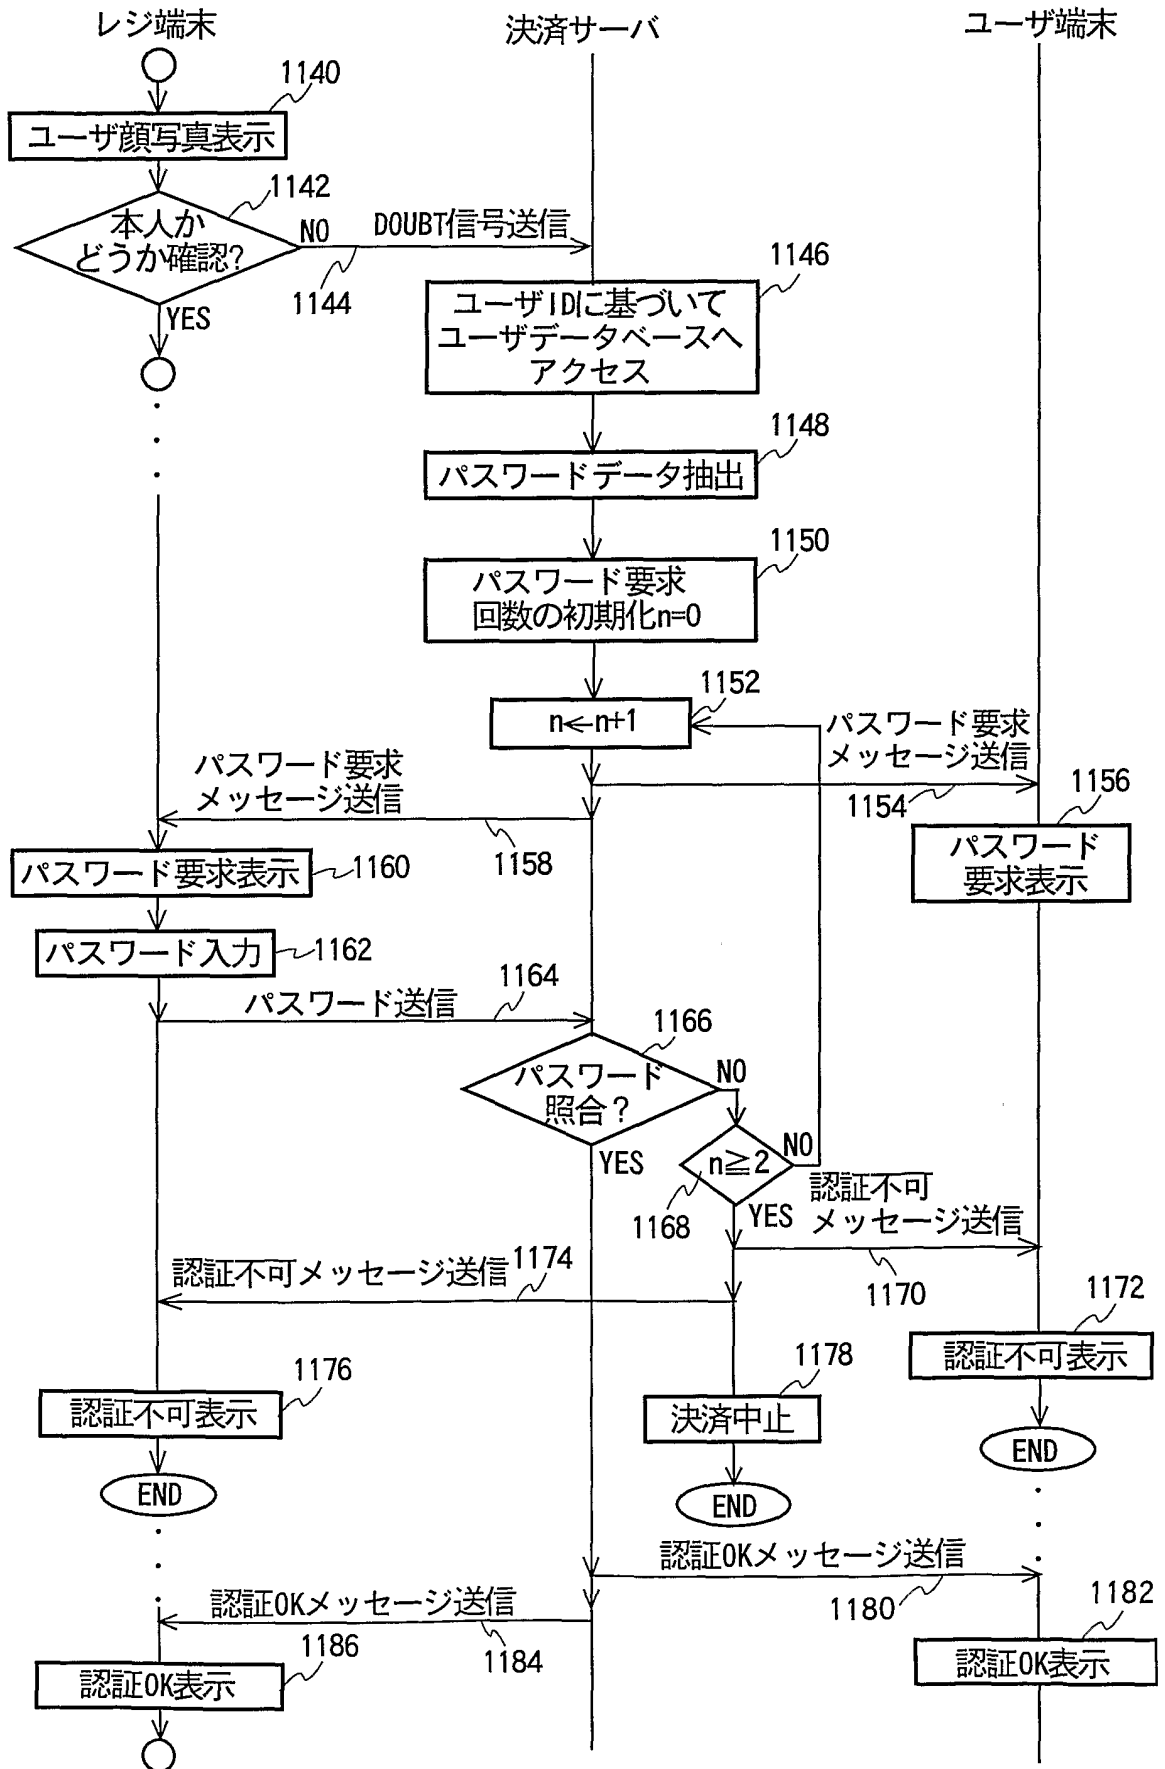 レジ端末
決済サーバ
ユーザ端末
1140
ユーザ顔写真表示
1142
本人か
どうか確認?
NO
DOUBT信号送信
1144
YES
1146
ユーザIDに基づいて
ユーザデータベースへ
アクセス
1148
パスワードデータ抽出
1150
パスワード要求
回数の初期化n=0
1152
n←n+1
パスワード要求
メッセージ送信
1154
1156
パスワード
要求表示
パスワード要求
メッセージ送信
1158
パスワード要求表示
1160
パスワード入力
1162
パスワード送信
1164
1166
パスワード
照合?
NO
YES
n≧2
NO
1168
YES
認証不可
メッセージ送信
1170
1172
認証不可表示
END
認証不可メッセージ送信
1174
1176
認証不可表示
END
1178
決済中止
END
認証OKメッセージ送信
1180
1182
認証OK表示
認証OKメッセージ送信
1184
1186
認証OK表示